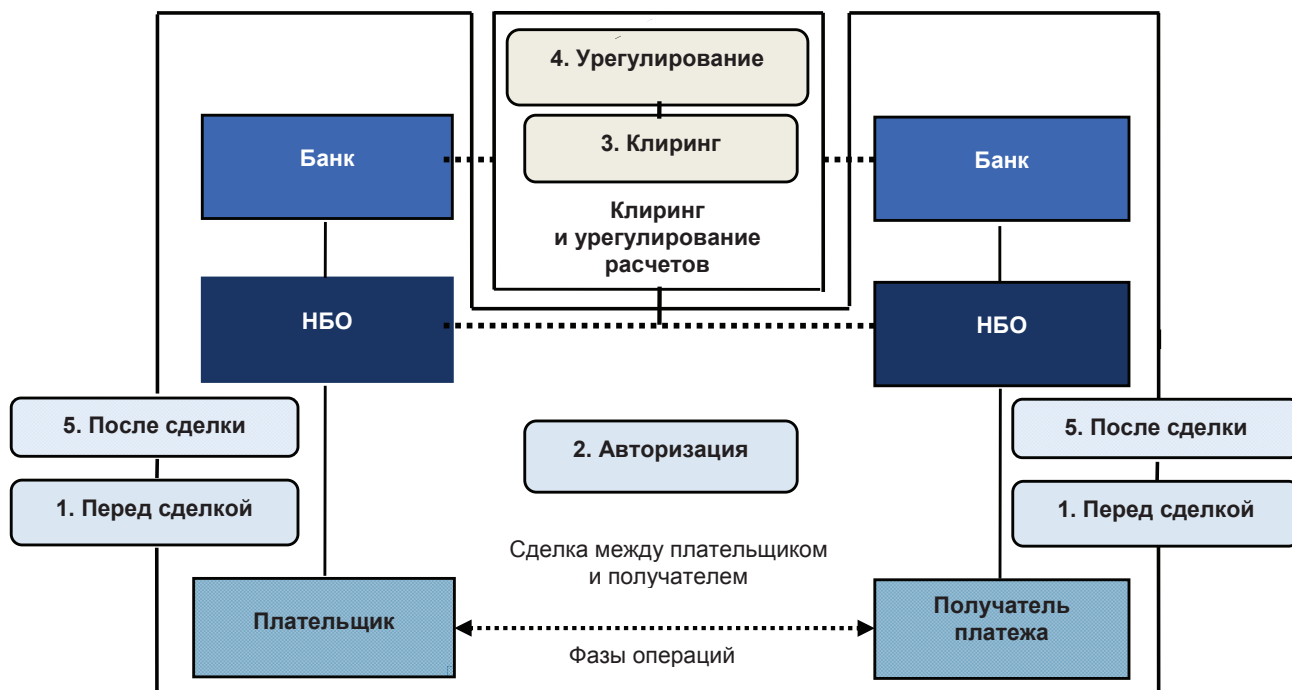 4. Урегулирование
3. Клиринг
Банк
Банк
Клиринг
и урегулирование
расчетов
НБО
НБО
5. После сделки
5. После сделки
2. Авторизация
1. Перед сделкой
1. Перед сделкой
Сделка между плательщиком
и получателем
Плательщик
Получатель
платежа
Фазы операций